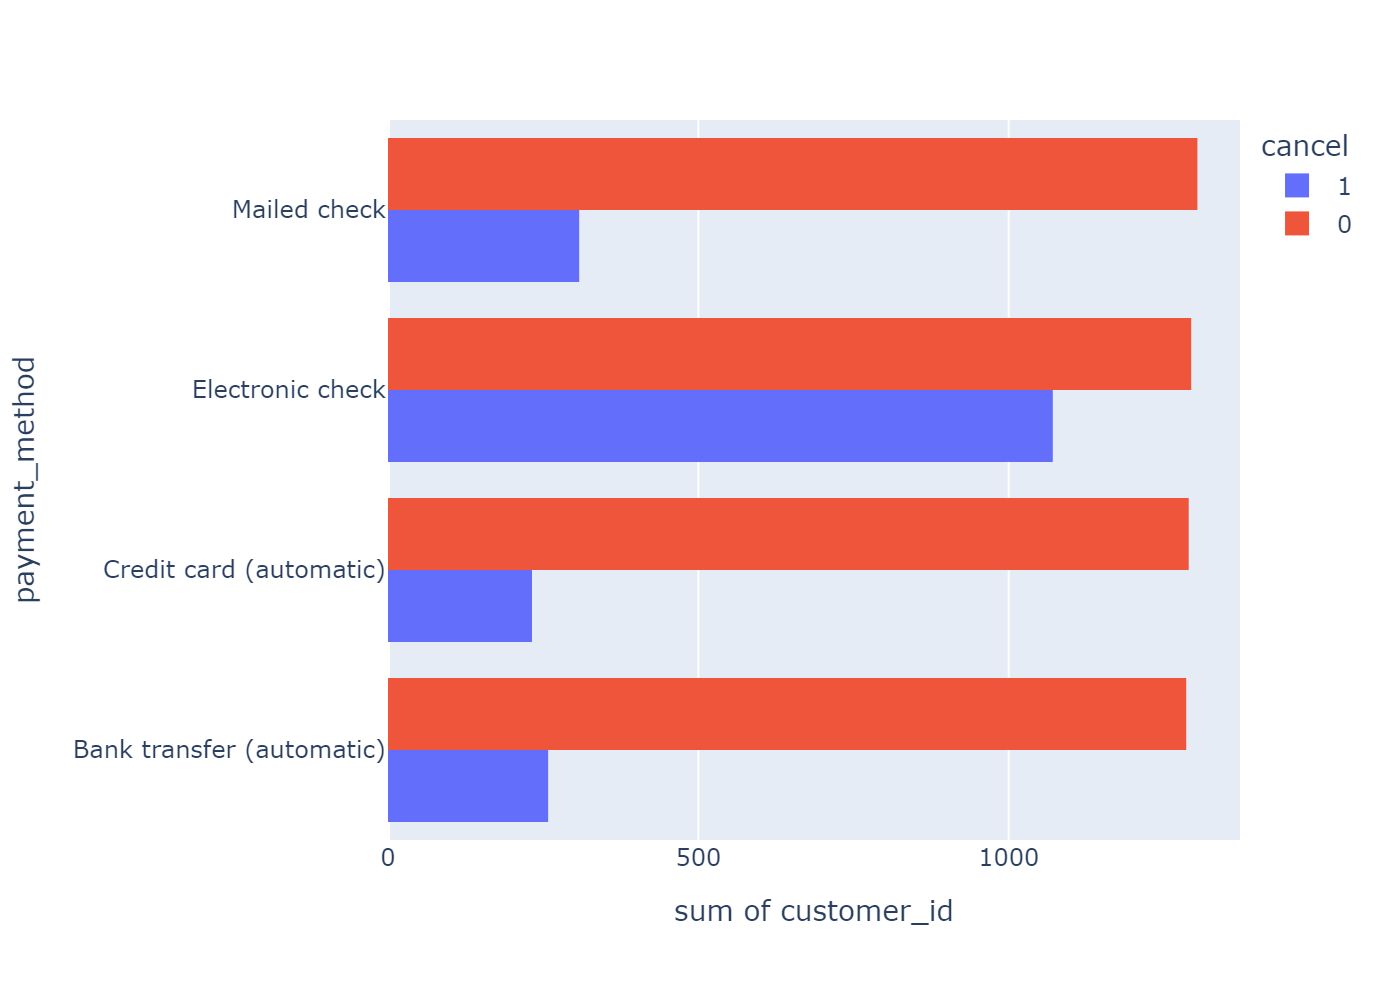 cancel
1
0
Mailed check
Electronic check
Credit card (automatic)
Bank transfer (automatic)
payment_method
0 500 1000
sum of customer_id